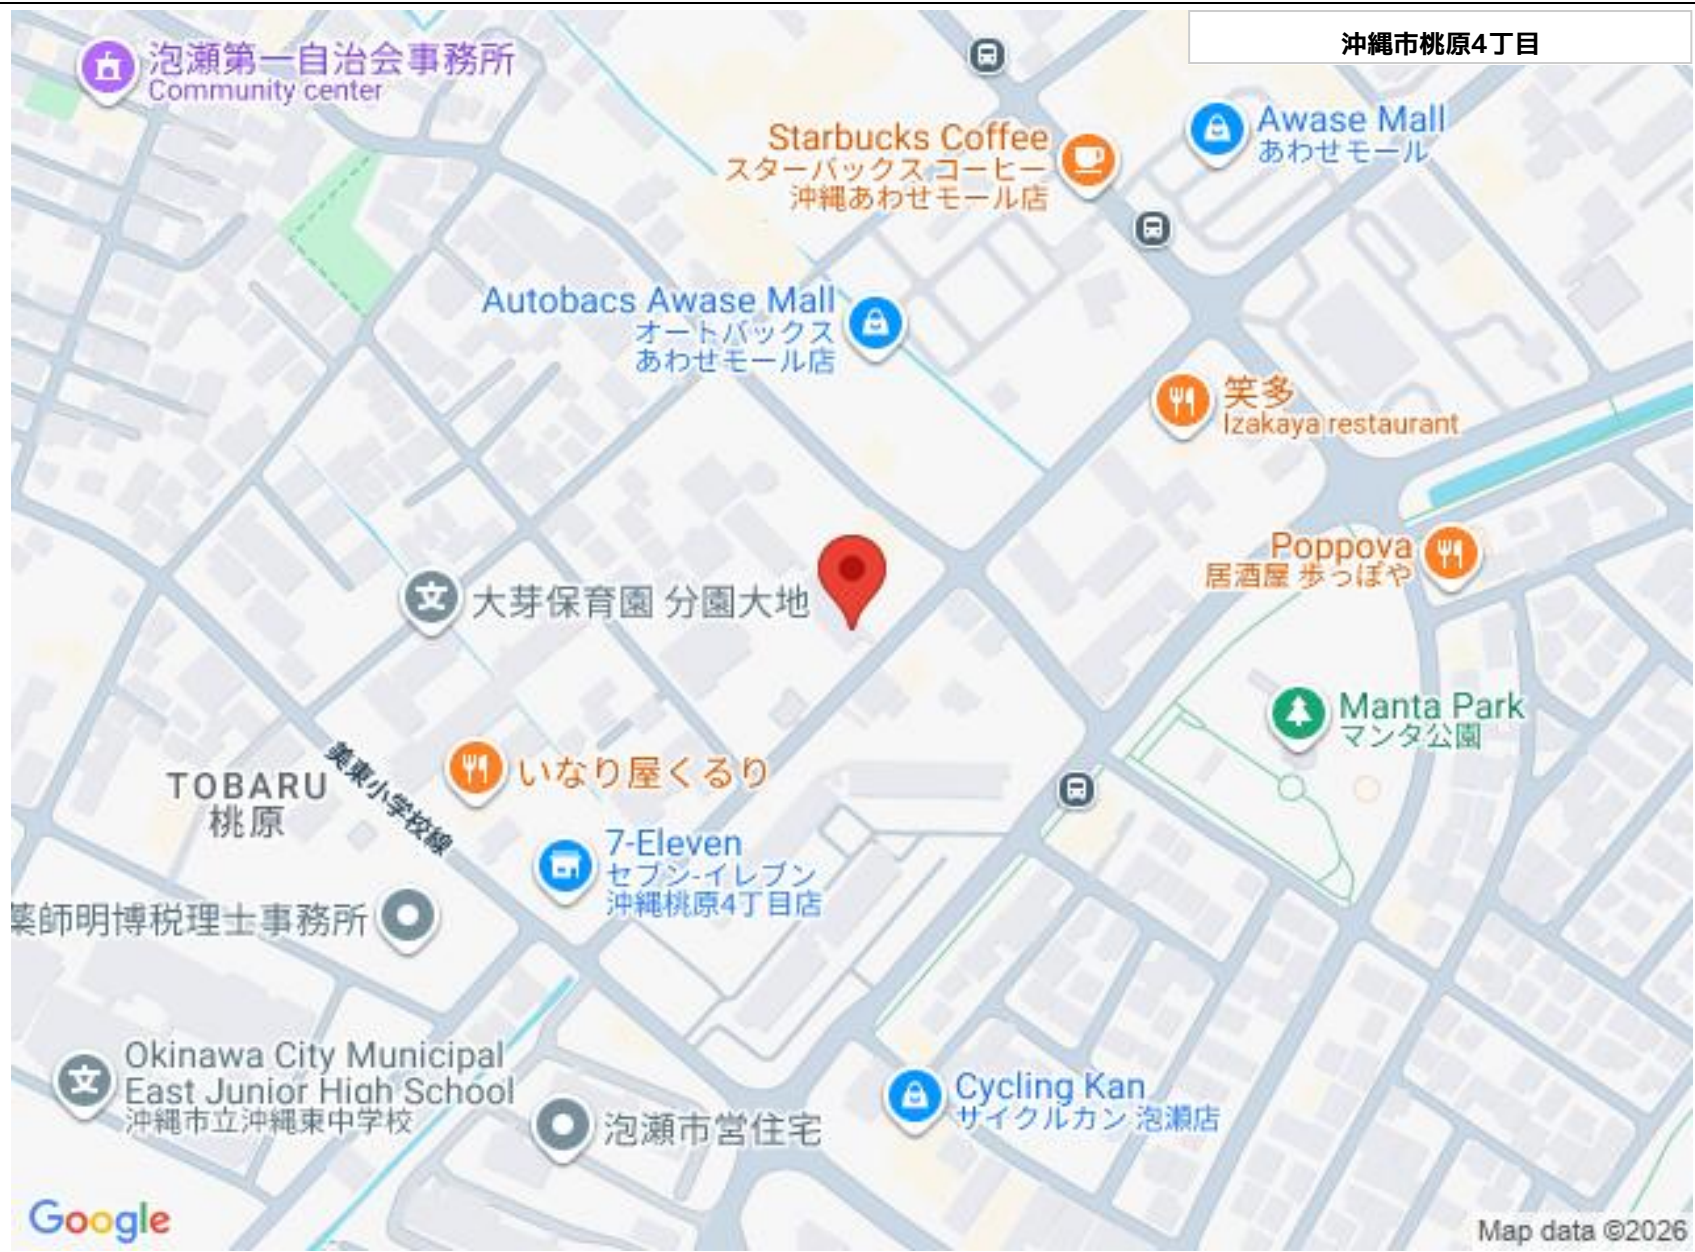 沖縄市桃原4丁目
泡瀬第一自治会事務所
Community center
Starbucks Coffee
スターバックス コーヒー
沖縄あわせモール店
Awase Mall
あわせモール
Autobacs Awase Mall
オートバックス
あわせモール店
笑多
Izakaya restaurant
Poppoya
居酒屋 歩っぽや
大芽保育園 分園大地
Manta Park
マンタ公園
美東小学校線
TOBARU
桃原
いなり屋くるり
7-Eleven
セブン-イレブン
沖縄桃原4丁目店
薬師明博税理士事務所
Okinawa City Municipal
East Junior High School
沖縄市立沖縄東中学校
泡瀬市営住宅
Cycling Kan
サイクルカン 泡瀬店
Google
Map data ©2026